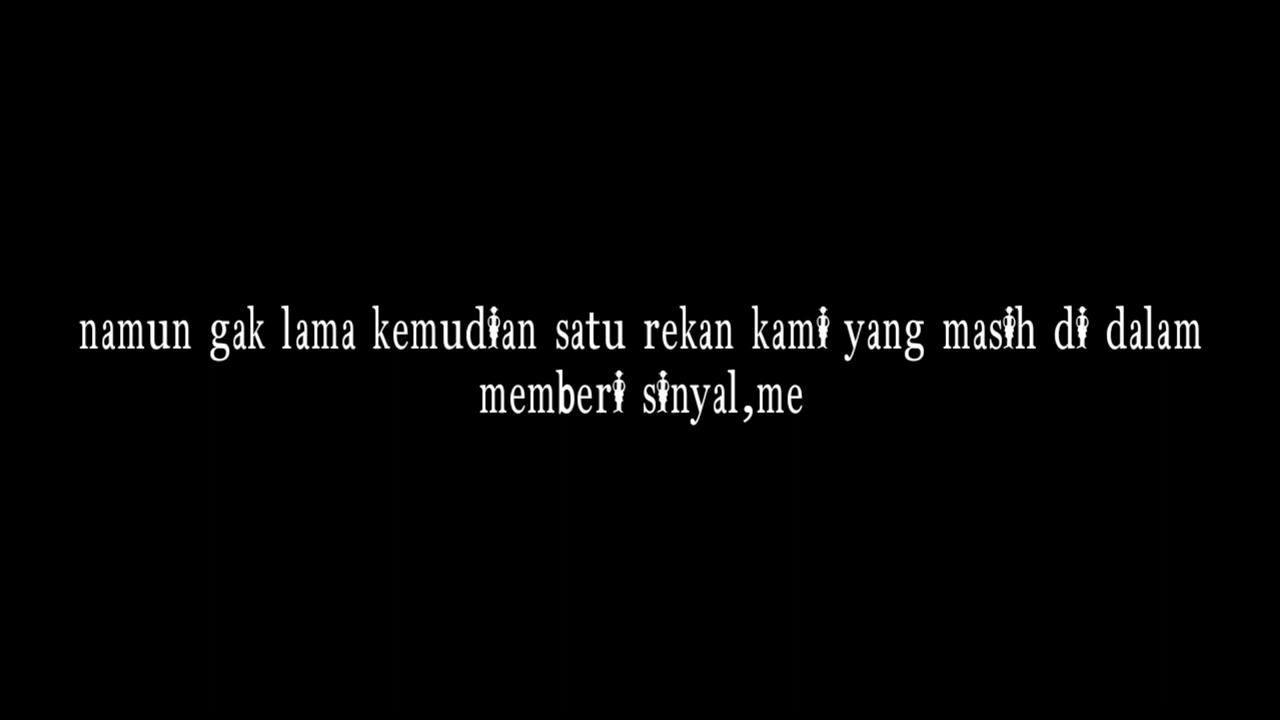 namun gak lama kemudian satu rekan kami yang masih di dalam
memberi sinyal,me